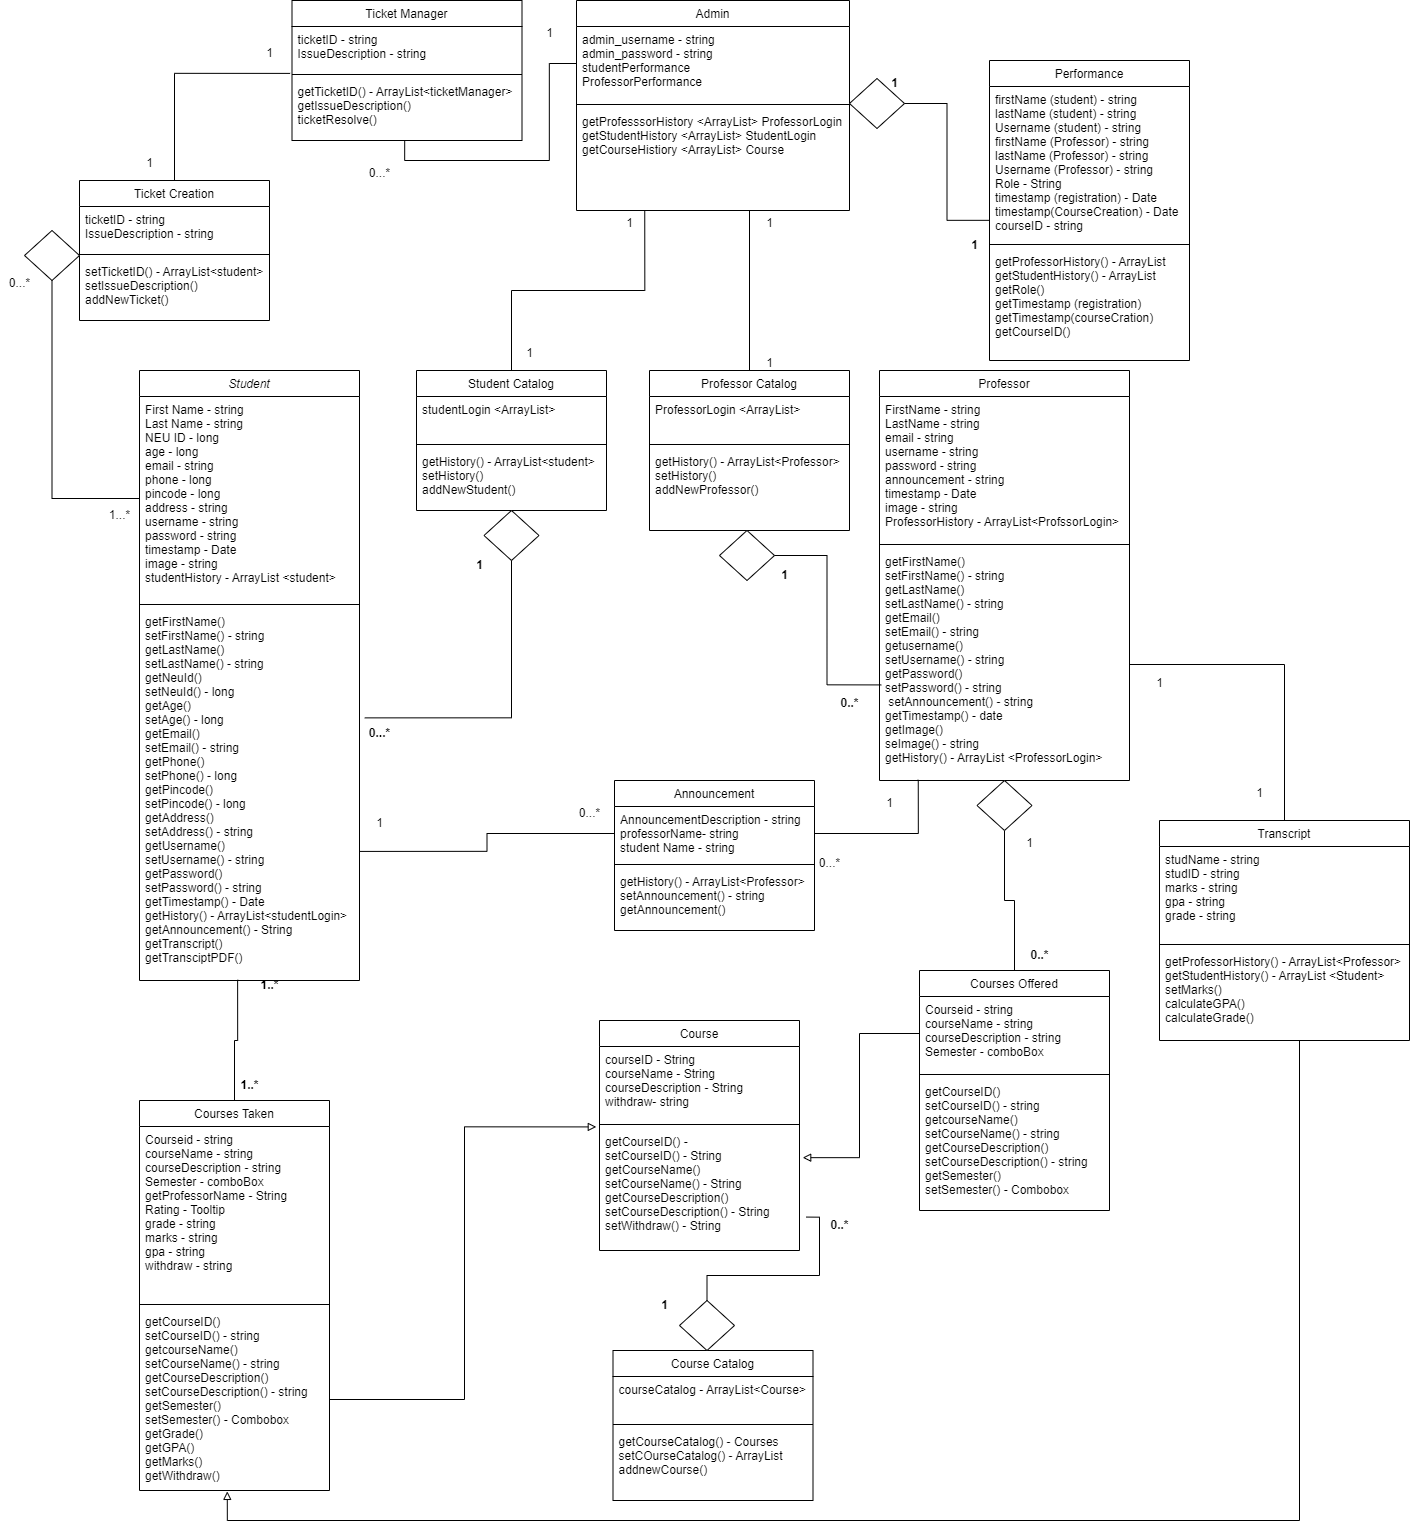 Ticket Manager
ticketID - string
IssueDescription - string
getTicketID() - ArrayList<ticketManager>
getIssueDescription()
ticketResolve()
1
1
0...*
1
Admin
admin_username - string
admin_password - string
studentPerformance
ProfessorPerformance
getProfesssorHistory <ArrayList> ProfessorLogin
getStudentHistory <ArrayList> StudentLogin
getCourseHistiory <ArrayList> Course
1
1
1
1
Performance
firstName (student) - string
lastName (student) - string
Username (student) - string
firstName (Professor) - string
lastName (Professor) - string
Username (Professor) - string
Role - String
timestamp (registration) - Date
timestamp(CourseCreation) - Date
courseID - string
getProfessorHistory() - ArrayList
getStudentHistory() - ArrayList
getRole()
getTimestamp (registration)
getTimestamp(courseCration)
getCourseID()
Ticket Creation
ticketID - string
IssueDescription - string
setTicketID() - ArrayList<student>
setIssueDescription()
addNewTicket()
0...*
1...*
Student
First Name - string
Last Name - string
NEU ID - long
age - long
email - string
phone - long
pincode - long
address - string
username - string
password - string
timestamp - Date
image - string
studentHistory - ArrayList <student>
getFirstName()
setFirstName() - string
getLastName()
setLastName() - string
getNeuId()
setNeuId() - long
getAge()
setAge() - long
getEmail()
setEmail() - string
getPhone()
setPhone() - long
getPincode()
setPincode() - long
getAddress()
setAddress() - string
getUsername()
setUsername() - string
getPassword()
setPassword() - string
getTimestamp() - Date
getHistory() - ArrayList<studentLogin>
getAnnouncement() - String
getTranscript()
getTransciptPDF()
1
Student Catalog
studentLogin <ArrayList>
getHistory() - ArrayList<student>
setHistory()
addNewStudent()
1
0...*
1
Professor Catalog
ProfessorLogin <ArrayList>
getHistory() - ArrayList<Professor>
setHistory()
addNewProfessor()
1
0..*
Professor
FirstName - string
LastName - string
email - string
username - string
password - string
announcement - string
timestamp - Date
image - string
ProfessorHistory - ArrayList<ProfssorLogin>
getFirstName()
setFirstName() - string
getLastName()
setLastName() - string
getEmail()
setEmail() - string
getusername()
setUsername() - string
getPassword()
setPassword() - string
setAnnouncement() - string
getTimestamp() - date
getImage()
seImage() - string
getHistory() - ArrayList <ProfessorLogin>
1
1
1
0...*
Announcement
AnnouncementDescription - string
professorName- string
student Name - string
getHistory() - ArrayList<Professor>
setAnnouncement() - string
getAnnouncement()
1
0...*
1
0..*
Transcript
studName - string
studID - string
marks - string
gpa - string
grade - string
getProfessorHistory() - ArrayList<Professor>
getStudentHistory() - ArrayList <Student>
setMarks()
calculateGPA()
calculateGrade()
Courses Offered
Courseid - string
courseName - string
courseDescription - string
Semester - comboBox
getCourseID()
setCourseID() - string
getcourseName()
setCourseName() - string
getCourseDescription()
setCourseDescription() - string
getSemester()
setSemester() - Combobox
Course
courseID - String
courseName - String
courseDescription - String
withdraw- string
getCourseID() -
setCourseID() - String
getCourseName()
setCourseName() - String
getCourseDescription()
setCourseDescription() - String
setWithdraw() - String
0..*
1
1..*
1..*
Courses Taken
Courseid - string
courseName - string
courseDescription - string
Semester - comboBox
getProfessorName - String
Rating - Tooltip
grade - string
marks - string
gpa - string
withdraw - string
getCourseID()
setCourseID() - string
getcourseName()
setCourseName() - string
getCourseDescription()
setCourseDescription() - string
getSemester()
setSemester() - Combobox
getGrade()
getGPA()
getMarks()
getWithdraw()
Course Catalog
courseCatalog - ArrayList<Course>
getCourseCatalog() - Courses
setCOurseCatalog() - ArrayList
addnewCourse()